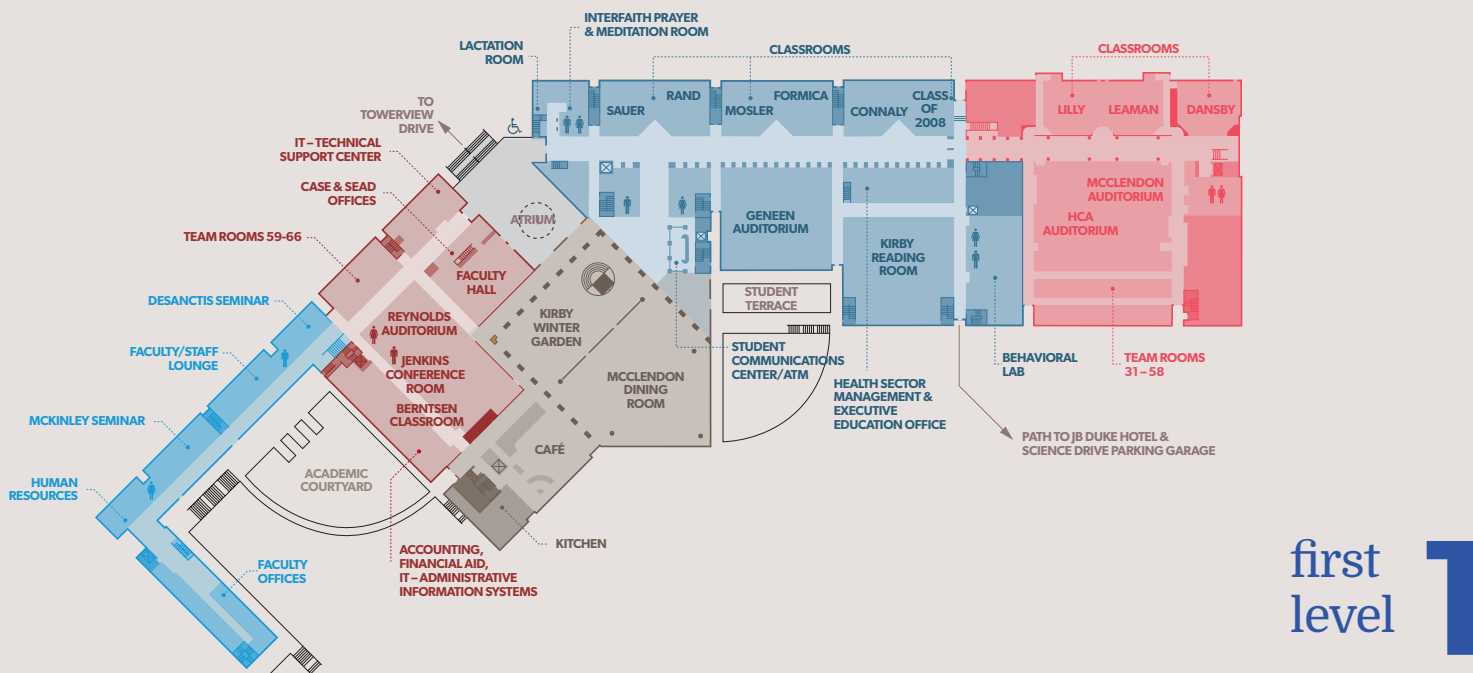 INTERFAITH PRAYER
& MEDITATION ROOM
LACTATION
ROOM
CLASSROOMS
CLASSROOMS
TO
TOWERVIEW
DRIVE
SAUER
RAND
MOSLER
FORMICA
CONNALY
CLASS
OF
2008
LILLY
LEAMAN
DANSBY
IT – TECHNICAL
SUPPORT CENTER
CASE & SEAD
OFFICES
TEAM ROOMS 59-66
ATRIUM
FACULTY
HALL
GENEEN
AUDITORIUM
KIRBY
READING
ROOM
MCCLENDON
AUDITORIUM
HCA
AUDITORIUM
DESANCTIS SEMINAR
REYNOLDS
AUDITORIUM
KIRBY
WINTER
GARDEN
STUDENT
TERRACE
FACULTY/STAFF
LOUNGE
JENKINS
CONFERENCE
ROOM
MCCLENDON
DINING
ROOM
STUDENT
COMMUNICATIONS
CENTER/ATM
BEHAVIORAL
LAB
TEAM ROOMS
31 – 58
HEALTH SECTOR
MANAGEMENT &
EXECUTIVE
EDUCATION OFFICE
MCKINLEY SEMINAR
BERNTSEN
CLASSROOM
CAFÉ
PATH TO JB DUKE HOTEL &
SCIENCE DRIVE PARKING GARAGE
HUMAN
RESOURCES
ACADEMIC
COURTYARD
KITCHEN
ACCOUNTING,
FINANCIAL AID,
IT – ADMINISTRATIVE
INFORMATION SYSTEMS
FACULTY
OFFICES
first
level
1